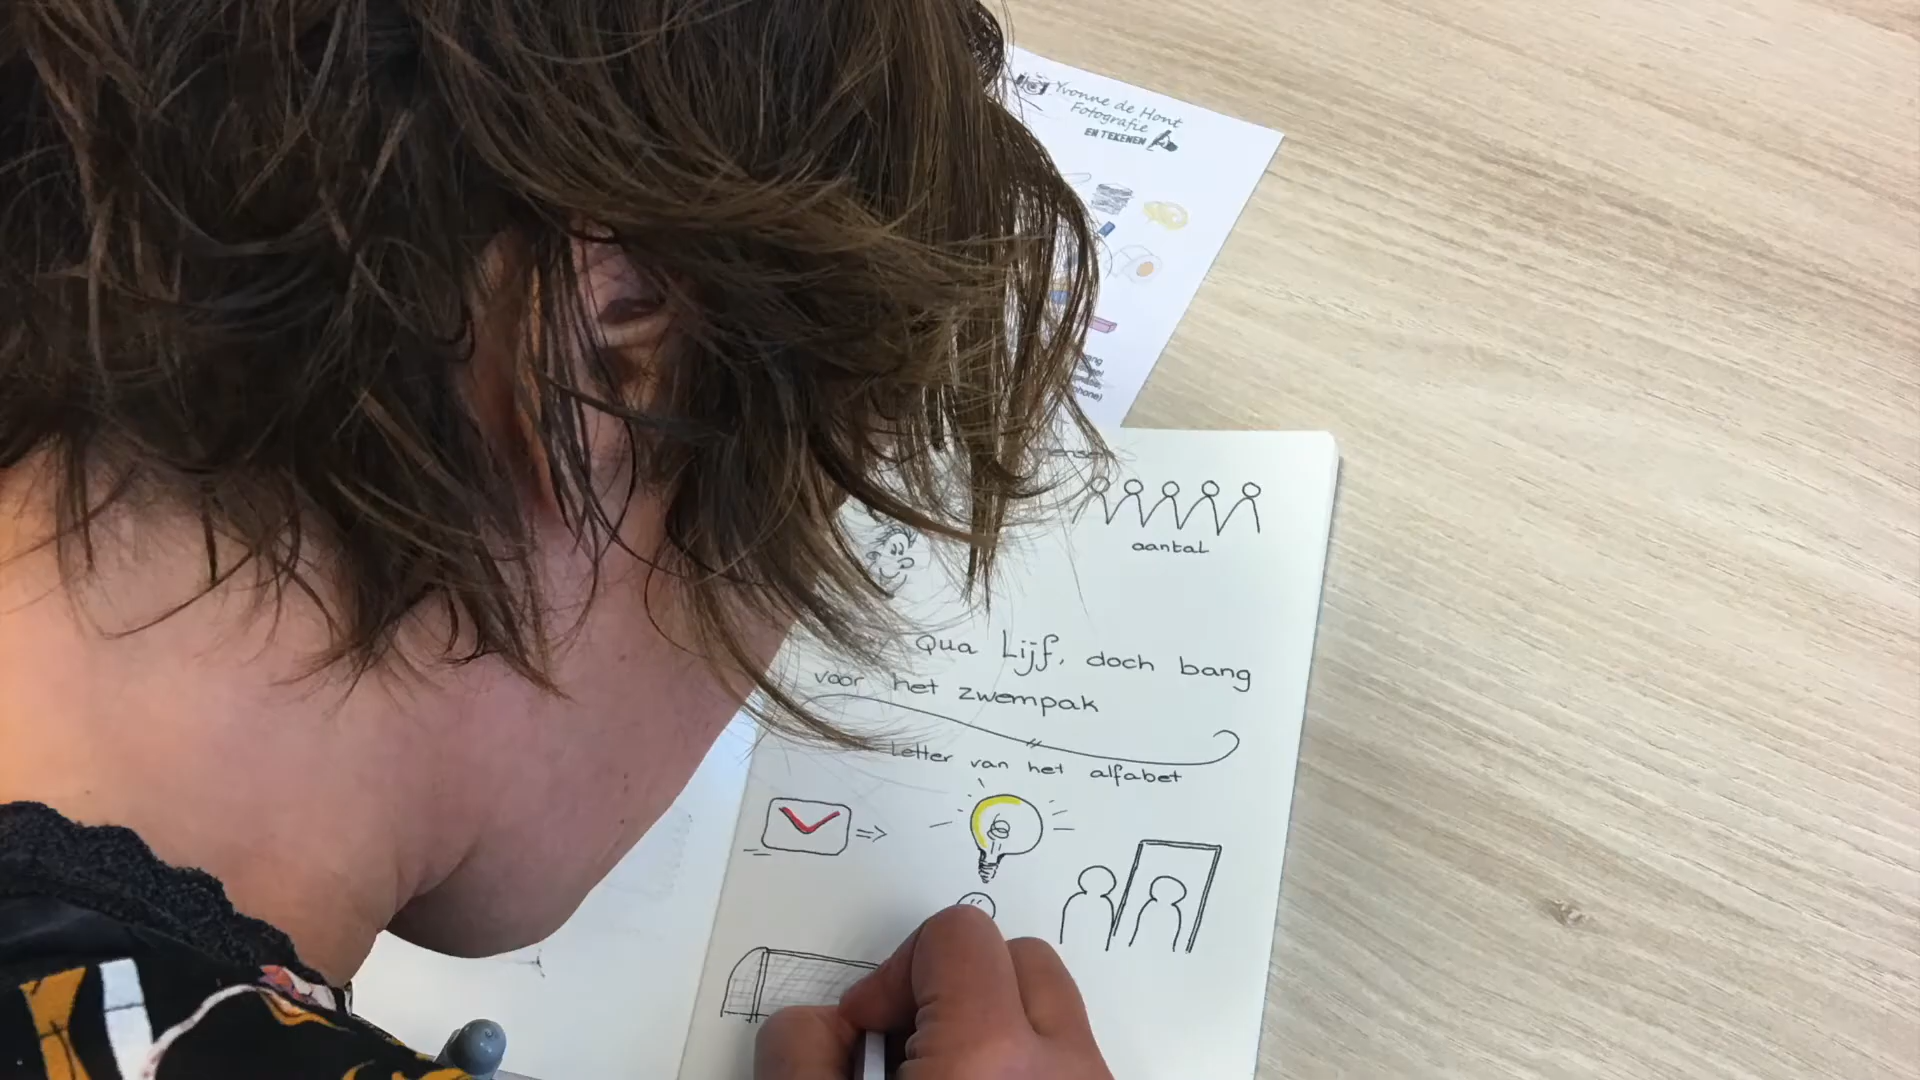 Yvonne de Hont
Fotografie
EN TEKENEN
aantal
Qua Lijf, doch bang
voor het zwempak
Letter van het alfabet